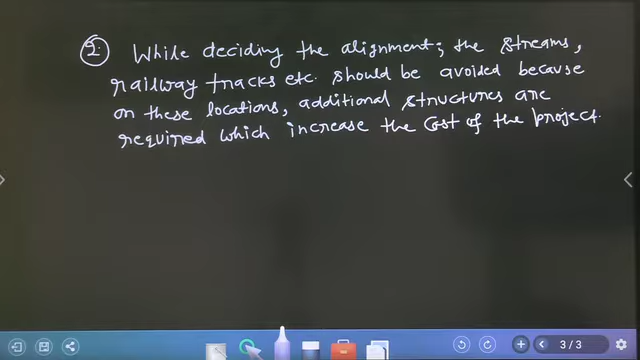 2 While deciding the alignment, the streams,
railway tracks etc. should be avoided because
on these locations, additional structures are
required which increase the cost of the project.
3/3